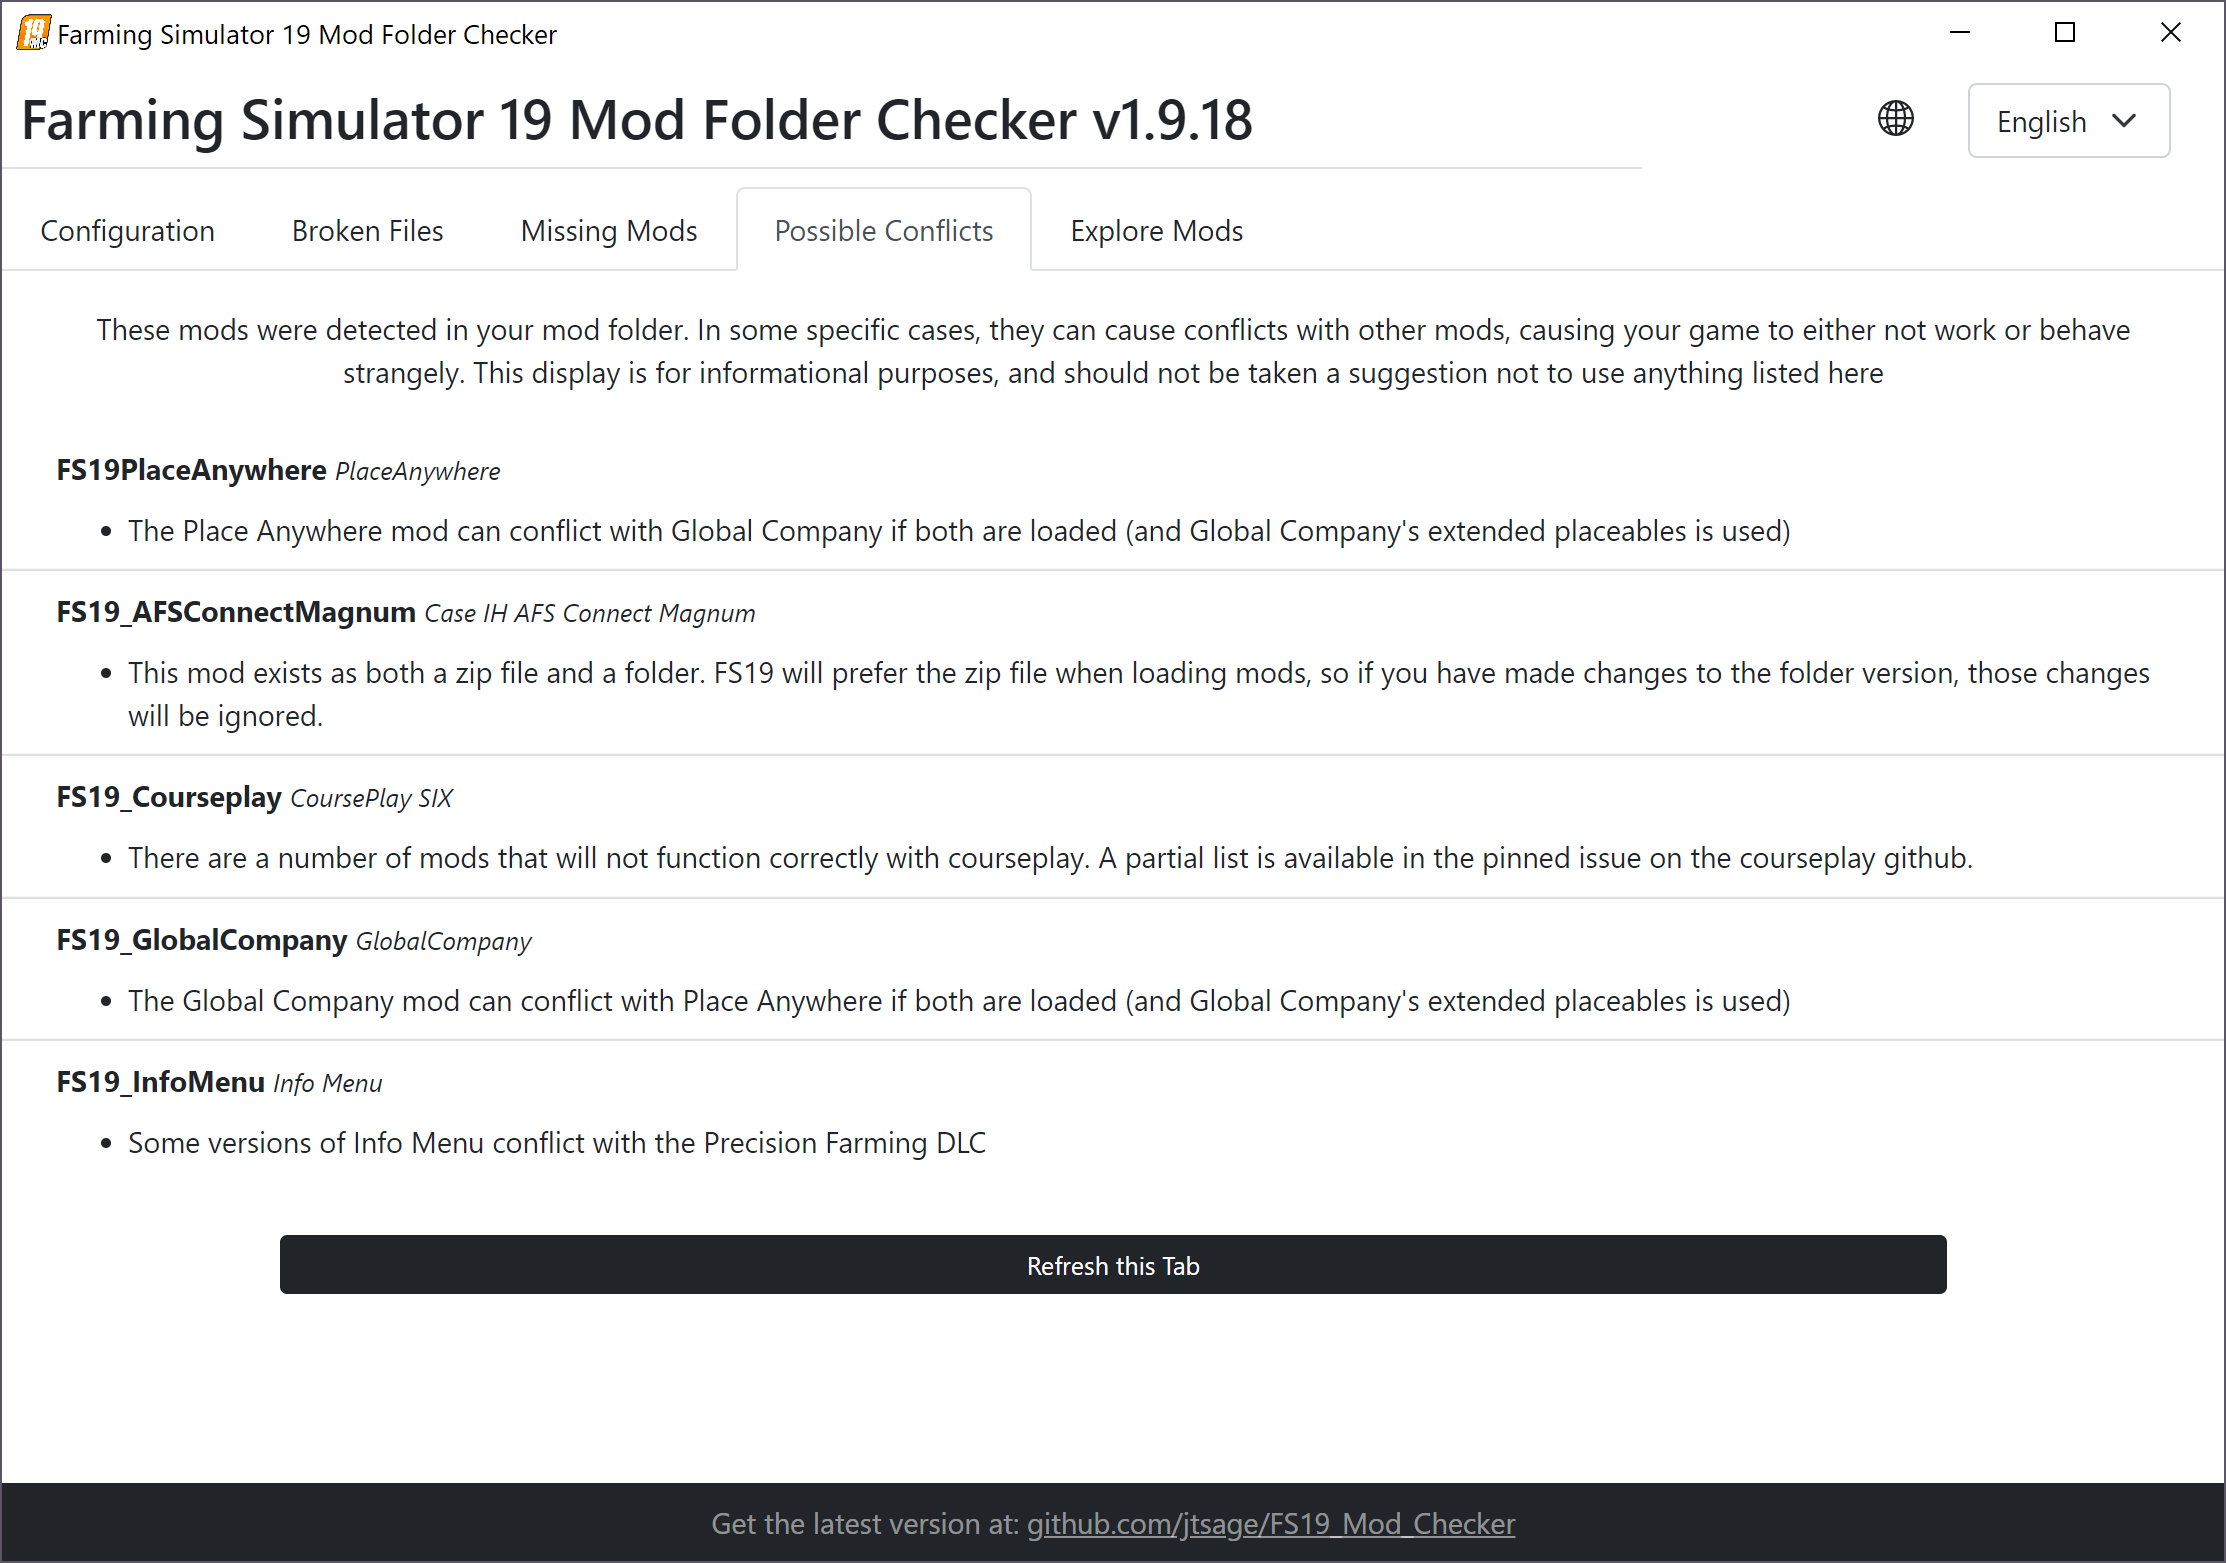 Farming Simulator 19 Mod Folder Checker
Farming Simulator 19 Mod Folder Checker v1.9.18
English
Configuration
Broken Files
Missing Mods
Possible Conflicts
Explore Mods
These mods were detected in your mod folder. In some specific cases, they can cause conflicts with other mods, causing your game to either not work or behave
strangely. This display is for informational purposes, and should not be taken a suggestion not to use anything listed here
FS19PlaceAnywhere PlaceAnywhere
• The Place Anywhere mod can conflict with Global Company if both are loaded (and Global Company's extended placeables is used)
FS19_AFSConnectMagnum Case IH AFS Connect Magnum
• This mod exists as both a zip file and a folder. FS19 will prefer the zip file when loading mods, so if you have made changes to the folder version, those changes
will be ignored.
FS19_Courseplay CoursePlay SIX
• There are a number of mods that will not function correctly with courseplay. A partial list is available in the pinned issue on the courseplay github.
FS19_GlobalCompany GlobalCompany
• The Global Company mod can conflict with Place Anywhere if both are loaded (and Global Company's extended placeables is used)
FS19_InfoMenu Info Menu
• Some versions of Info Menu conflict with the Precision Farming DLC
Refresh this Tab
Get the latest version at: github.com/jtsage/FS19_Mod_Checker